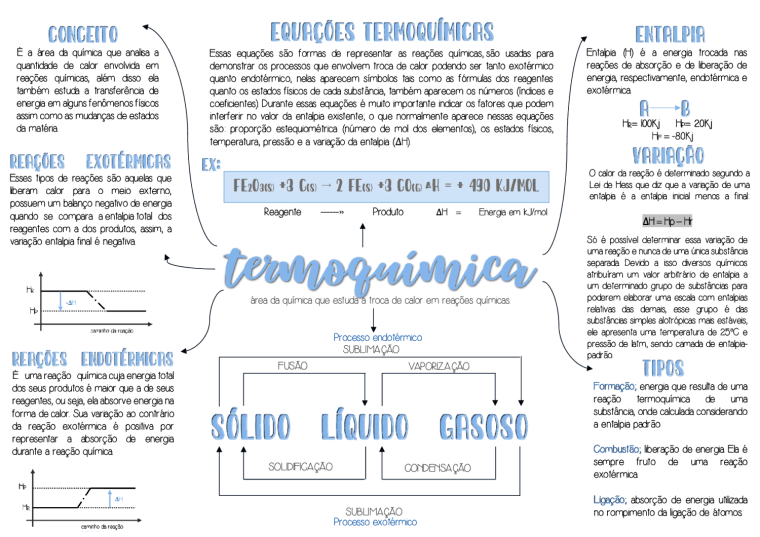 CONCEITO
É a área da química que analsa a
quantidade de calor envolvida em
reações químicas, além disso ela
também estuda a transferência de
energia em alguns fenômenos físicos
assim como as mudanças de estados
da matéria.
REAÇÕES EXOTÉRMICAS
Esses tipos de reações são aquelas que
liberam calor para o meio externo,
possuem um balanço negativo de energia
quando se compara a entalpia total dos
reagentes com a dos produtos, assim, a
variação entalpia final é negativa.
Hr
-ΔH
Hp
caminho da reação
REAÇÕES ENDOTÉRMICAS
É uma reação química cuja energia total
dos seus produtos é maior que a de seus
reagentes, ou seja, ela absorve energia na
forma de calor. Sua variação ao contrário
da reação exotérmica é positiva por
representar a absorção de energia
durante a reação química.
Hp
ΔH
Hr
caminho da reação
EQUAÇÕES TERMOQUÍMICAS
Essas equações são formas de representar as reações químicas, são usadas para
demonstrar os processos que envolvem troca de calor podendo ser tanto exotérmico
quanto endotérmico, nelas aparecem símbolos tais como as fórmulas dos reagentes
quanto os estados físicos de cada substância, também aparecem os números (índices e
coeficientes). Durante essas equações é muito importante indicar os fatores que podem
interferir no valor da entalpia existente, o que normalmente aparece nessas equações
são: proporção estequiométrica (número de mol dos elementos), os estados físicos,
temperatura, pressão e a variação da entalpia (ΔH)
EX:
FE2O3(S) +3 C(S) → 2 FE(S) +3 CO(G) ΔH = + 490 KJ/MOL
Reagente -------» Produto ΔH = Energia em kJ/mol
termoquímica
área da química que estuda a troca de calor em reações químicas
Processo endotérmico
SUBLIMAÇÃO
FUSÃO VAPORIZAÇÃO
SÓLIDO LÍQUIDO GASOSO
SOLIDIFICAÇÃO CONDENSAÇÃO
SUBLIMAÇÃO
Processo exotérmico
ENTALPIA
Entalpia (H) é a energia trocada nas
reações de absorção e de liberação de
energia, respectivamente, endotérmica e
exotérmica.
A B
HR= 100Kj HP= 20Kj
H= -80Kj
VARIAÇÃO
O calor da reação é determinado segundo a
Lei de Hess que diz que a variação de uma
entalpia é a entalpia inicial menos a final:
ΔH = Hp – Hr
Só é possível determinar essa variação de
uma reação e nunca de uma única substância
separada. Devido a isso diversos químicos
atribuíram um valor arbitrário de entalpia a
um determinado grupo de substâncias para
poderem elaborar uma escala com entalpias
relativas das demais, esse grupo é das
substâncias simples alotrópicas mais estáveis,
ele apresenta uma temperatura de 25°C e
pressão de 1atm, sendo camada de entalpia-
padrão.
TIPOS
Formação; energia que resulta de uma
reação termoquímica de uma
substância, onde calculada considerando
a entalpia padrão.
Combustão; liberação de energia. Ela é
sempre fruto de uma reação
exotérmica.
Ligação; absorção de energia utilizada
no rompimento da ligação de átomos.